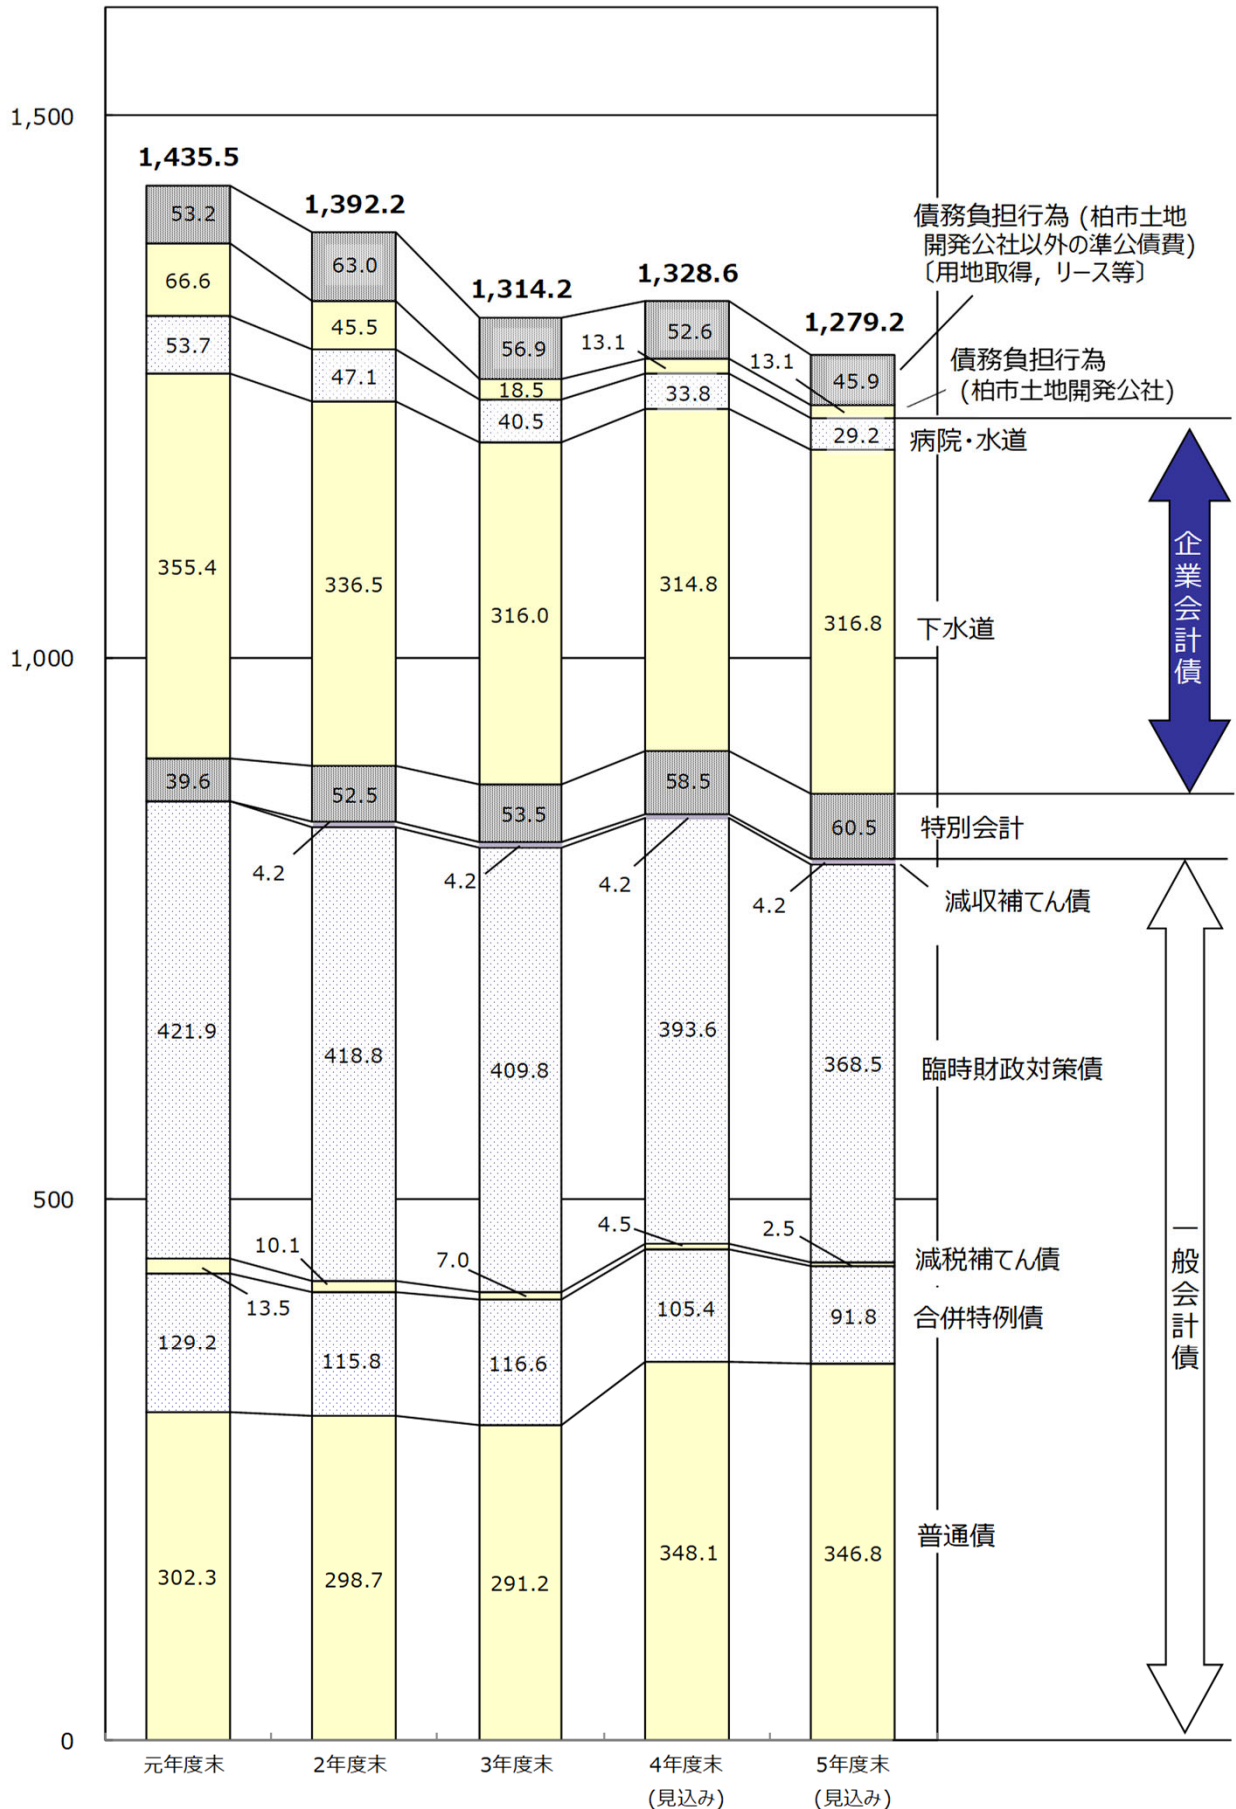 1,500
1,000
500
0
1,435.5
53.2
66.6
53.7
355.4
39.6
421.9
13.5
129.2
302.3
元年度末
1,392.2
63.0
45.5
47.1
336.5
52.5
4.2
418.8
10.1
115.8
298.7
2年度末
1,314.2
56.9
18.5
40.5
316.0
53.5
4.2
409.8
7.0
116.6
291.2
3年度末
1,328.6
52.6
13.1
33.8
314.8
58.5
4.2
393.6
4.5
105.4
348.1
4年度末
(見込み)
1,279.2
45.9
13.1
29.2
316.8
60.5
4.2
368.5
2.5
91.8
346.8
5年度末
(見込み)
債務負担行為 (柏市土地
開発公社以外の準公債費)
〔用地取得, リース等〕
債務負担行為
(柏市土地開発公社)
病院・水道
下水道
特別会計
減収補てん債
臨時財政対策債
減税補てん債
合併特例債
普通債
企業会計債
一般会計債